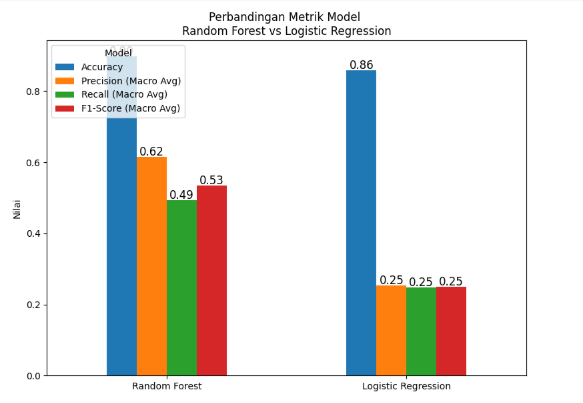 Perbandingan Metrik Model
Random Forest vs Logistic Regression
Model
Accuracy
Precision (Macro Avg)
Recall (Macro Avg)
F1-Score (Macro Avg)
0.62
0.49
0.53
0.86
0.25
0.25
0.25
Nilai
0.8
0.6
0.4
0.2
0.0
Random Forest
Logistic Regression